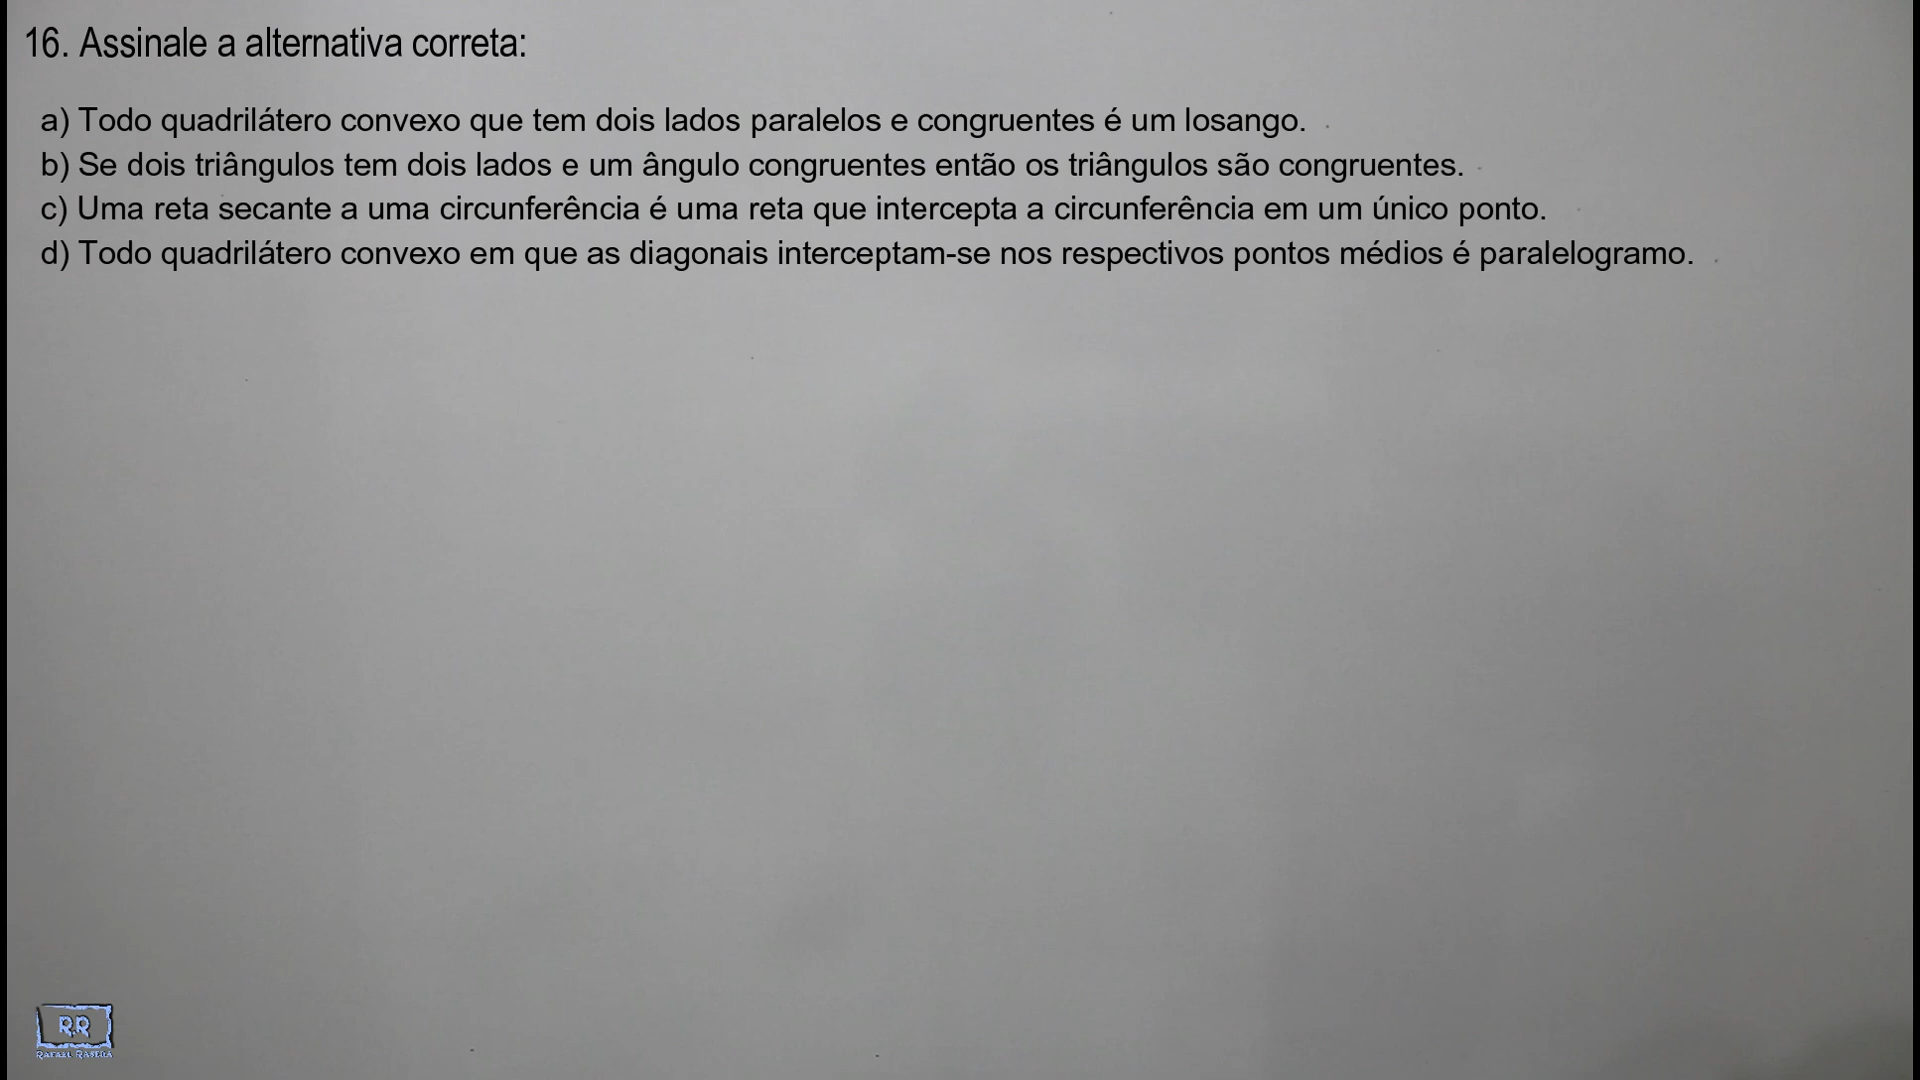 16. Assinale a alternativa correta:
a) Todo quadrilátero convexo que tem dois lados paralelos e congruentes é um losango.
b) Se dois triângulos tem dois lados e um ângulo congruentes então os triângulos são congruentes.
c) Uma reta secante a uma circunferência é uma reta que intercepta a circunferência em um único ponto.
d) Todo quadrilátero convexo em que as diagonais interceptam-se nos respectivos pontos médios é paralelogramo.
R.R